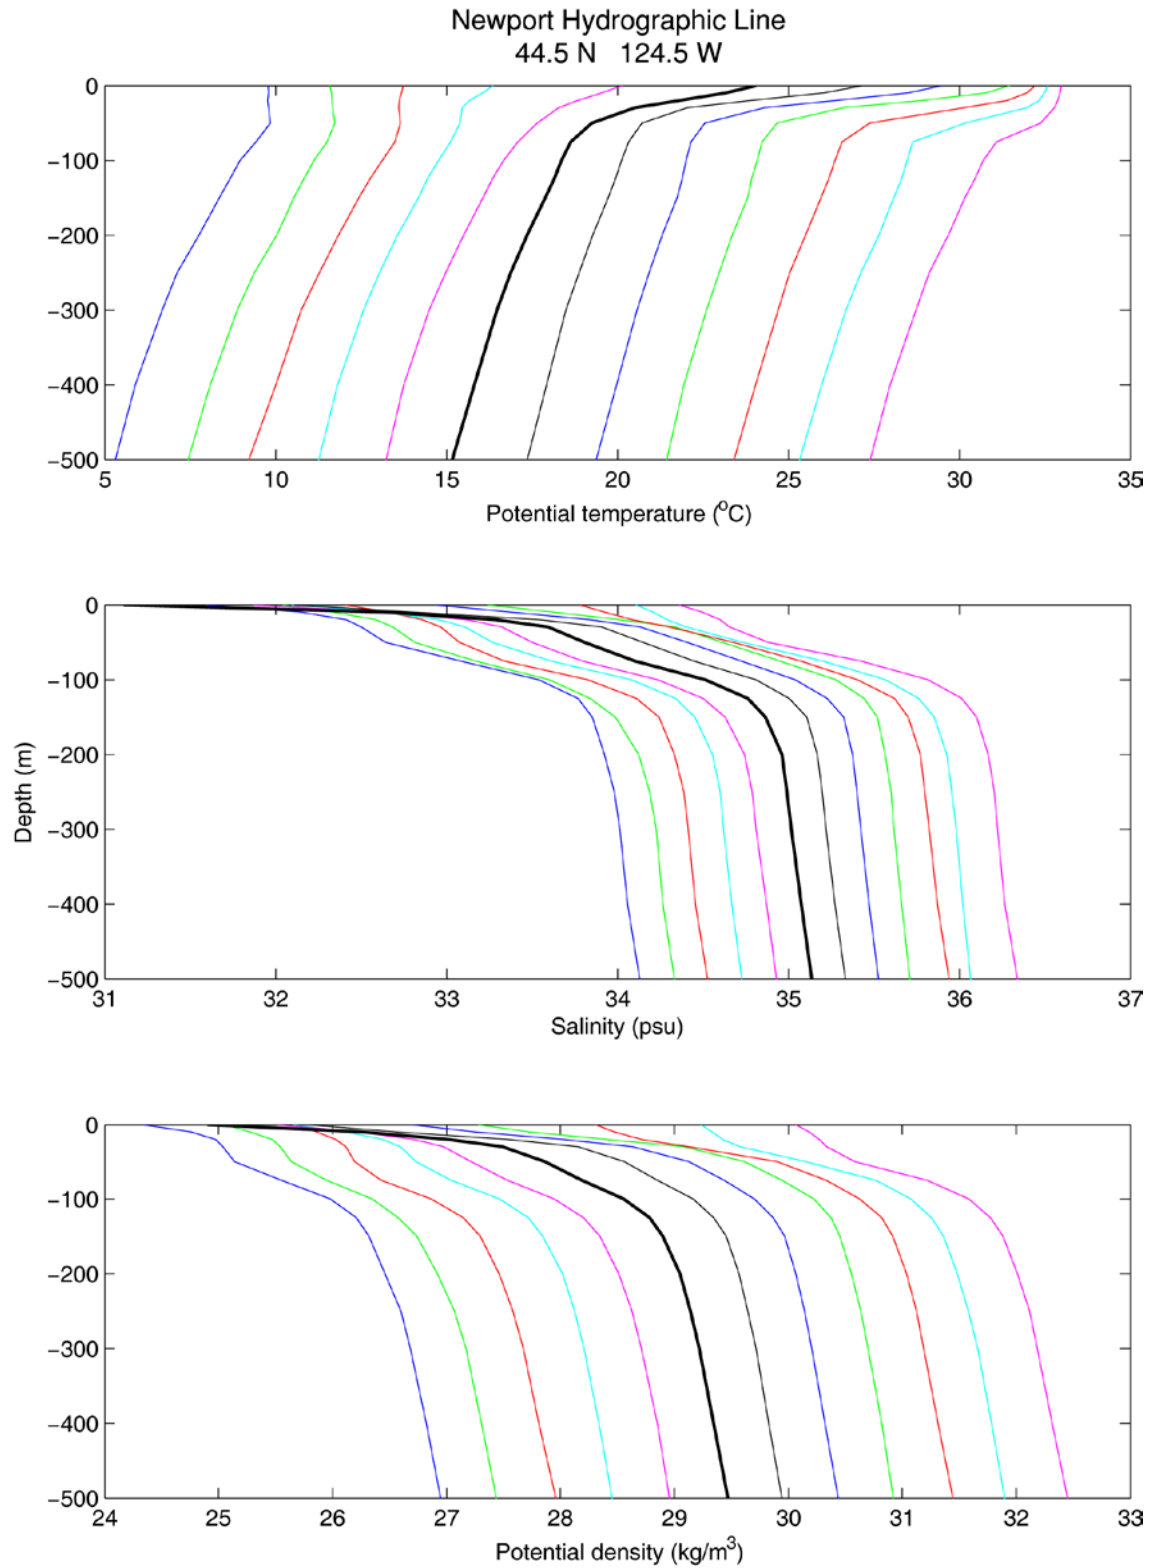 Newport Hydrographic Line
44.5 N 124.5 W
0
−100
−200
−300
−400
−500
5 10 15 20 25 30 35
Potential temperature (°C)
0
−100
−200
−300
−400
−500
Depth (m)
31 32 33 34 35 36 37
Salinity (psu)
0
−100
−200
−300
−400
−500
24 25 26 27 28 29 30 31 32 33
Potential density (kg/m³)